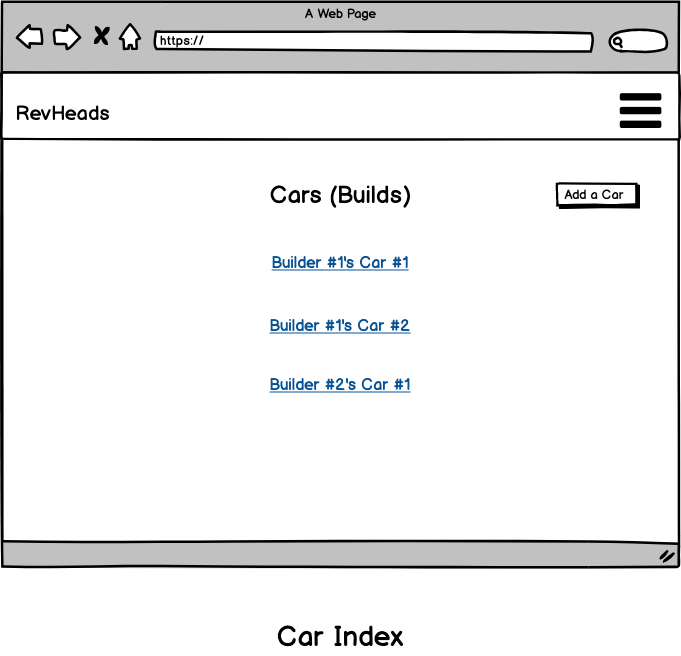 A Web Page
https://
RevHeads
Cars (Builds)
Add a Car
Builder #1's Car #1
Builder #1's Car #2
Builder #2's Car #1
Car Index